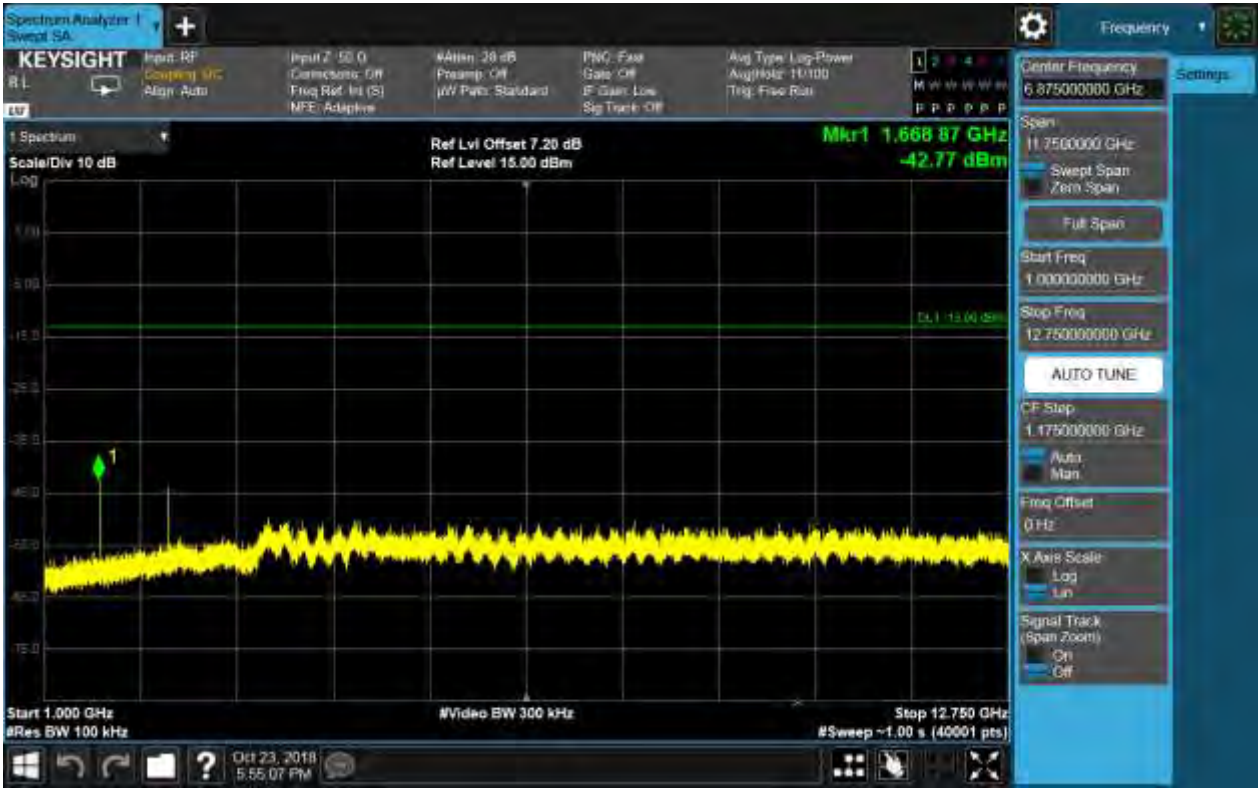 Spectrum Analyzer 1
Swept SA
+
Frequency
KEYSIGHT
R L
Input: RF
Coupling: DC
Align: Auto
Input Z: 50 Ω
Corrections: Off
Freq Ref: Int (S)
NFE: Adaptive
#Atten: 28 dB
Preamp: Off
µW Path: Standard
PNO: Fast
Gate: Off
IF Gain: Low
Sig Track: Off
Avg Type: Log-Power
Avg|Hold: 11/100
Trig: Free Run
M W W W W W
P P P P P P
1 Spectrum
Scale/Div 10 dB
Log
Ref Lvl Offset 7.20 dB
Ref Level 15.00 dBm
Mkr1 1.668 87 GHz
-42.77 dBm
-15.0
1
Start 1.000 GHz
#Res BW 100 kHz
#Video BW 300 kHz
Stop 12.750 GHz
#Sweep ~1.00 s (40001 pts)
Center Frequency
6.875000000 GHz
Settings
Span
11.7500000 GHz
Swept Span
Zero Span
Full Span
Start Freq
1.000000000 GHz
Stop Freq
12.750000000 GHz
AUTO TUNE
CF Step
1.175000000 GHz
Auto
Man
Freq Offset
0 Hz
X Axis Scale
Log
Lin
Signal Track
(Span Zoom)
On
Off
?
Oct 23, 2018
5:55:07 PM